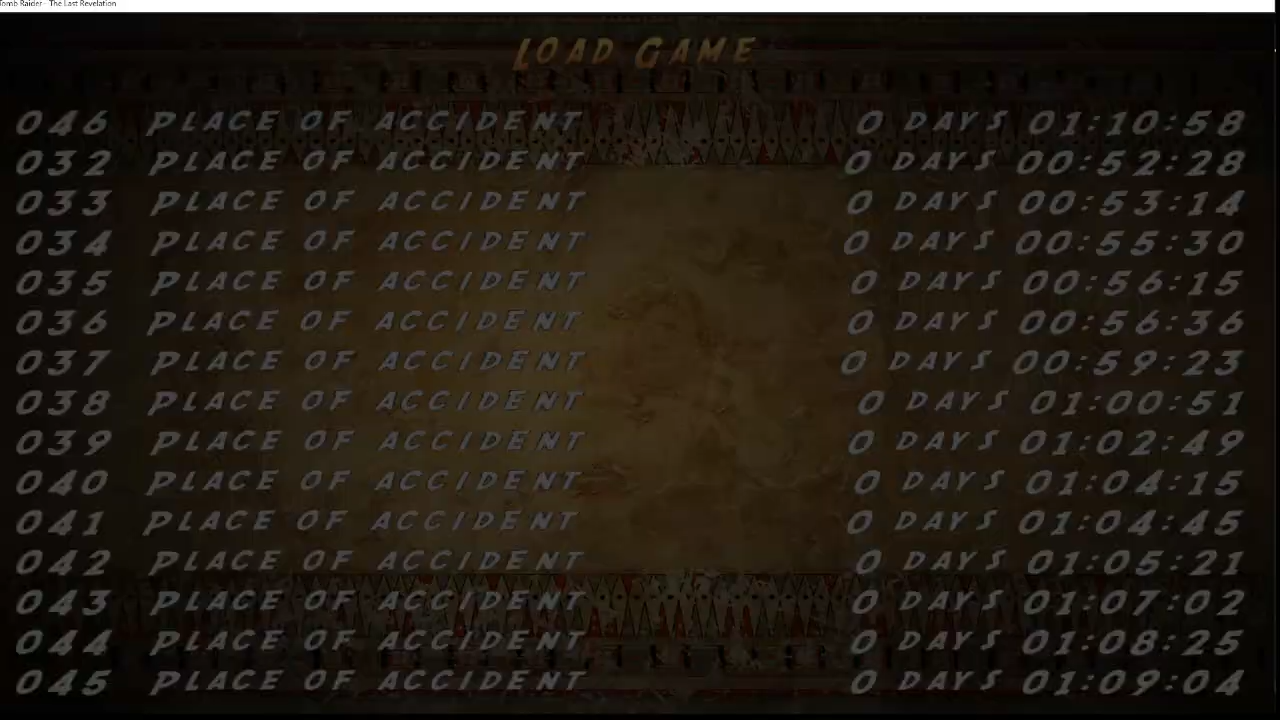 Tomb Raider - The Last Revelation
LOAD GAME
046 PLACE OF ACCIDENT 0 DAYS 01:10:58
032 PLACE OF ACCIDENT 0 DAYS 00:52:28
033 PLACE OF ACCIDENT 0 DAYS 00:53:14
034 PLACE OF ACCIDENT 0 DAYS 00:55:30
035 PLACE OF ACCIDENT 0 DAYS 00:56:15
036 PLACE OF ACCIDENT 0 DAYS 00:56:36
037 PLACE OF ACCIDENT 0 DAYS 00:59:23
038 PLACE OF ACCIDENT 0 DAYS 01:00:51
039 PLACE OF ACCIDENT 0 DAYS 01:02:49
040 PLACE OF ACCIDENT 0 DAYS 01:04:15
041 PLACE OF ACCIDENT 0 DAYS 01:04:45
042 PLACE OF ACCIDENT 0 DAYS 01:05:21
043 PLACE OF ACCIDENT 0 DAYS 01:07:02
044 PLACE OF ACCIDENT 0 DAYS 01:08:25
045 PLACE OF ACCIDENT 0 DAYS 01:09:04